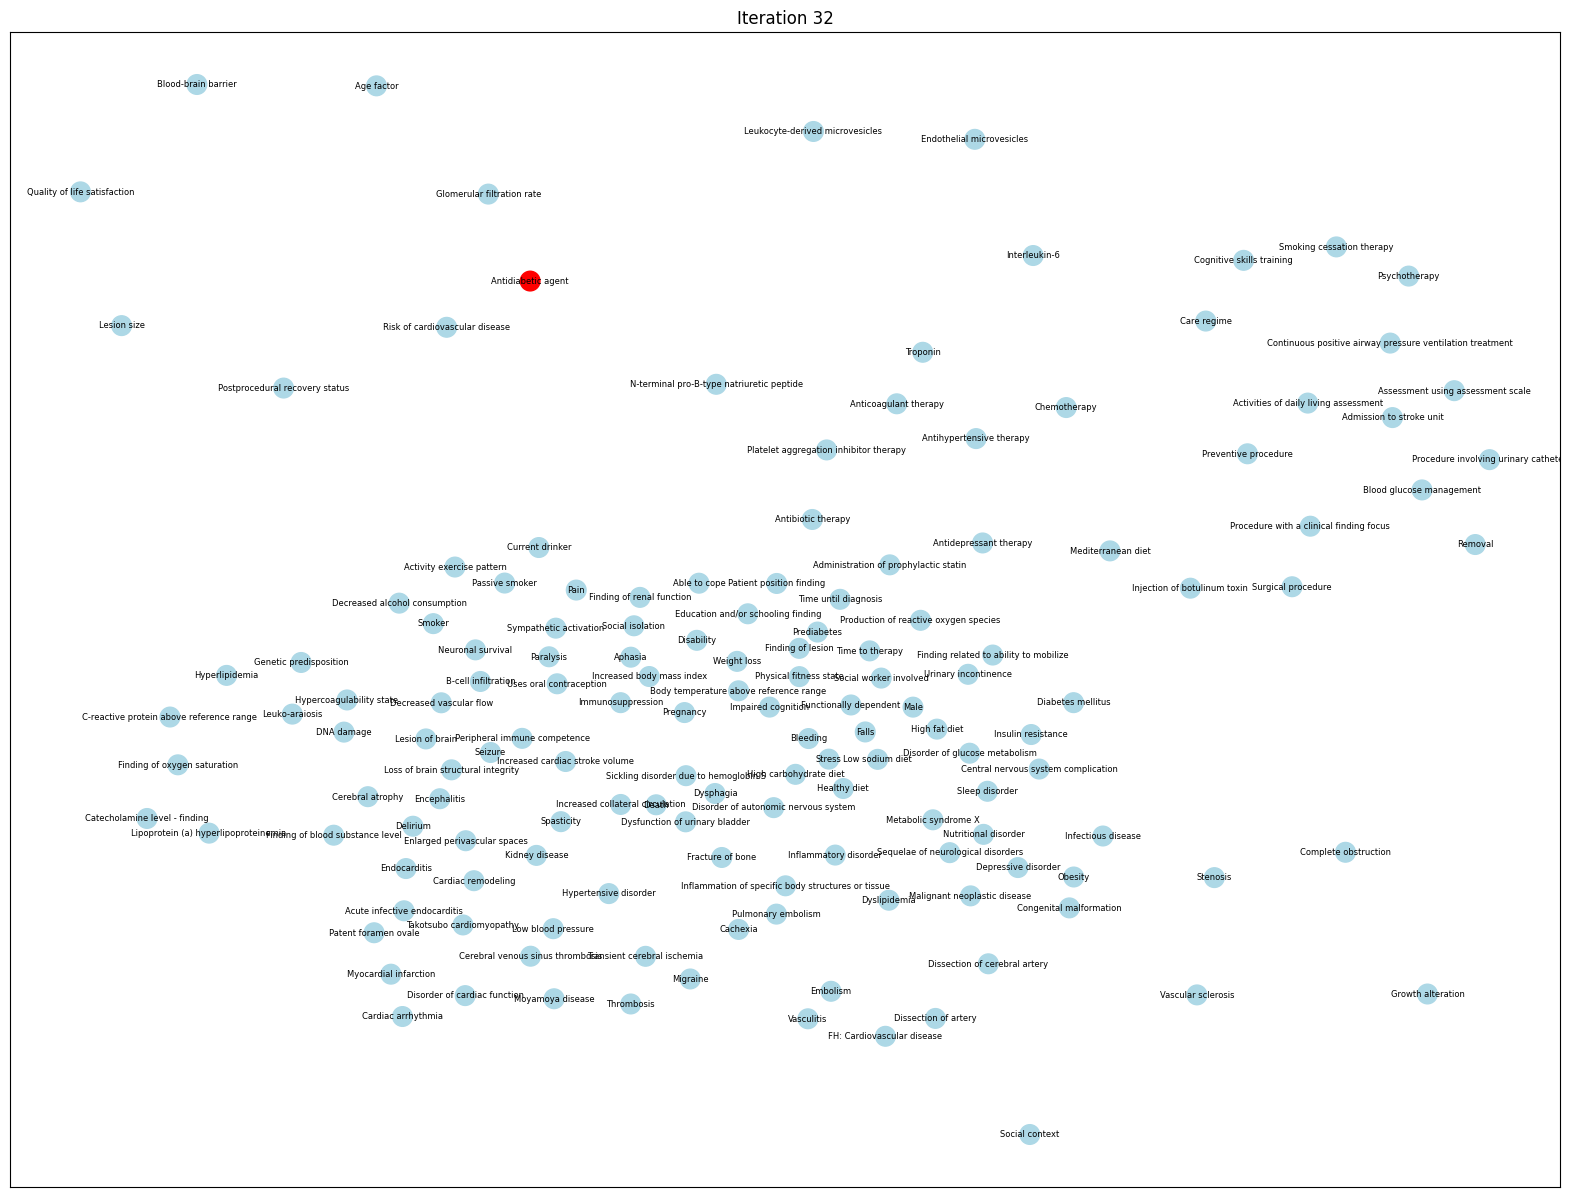 Iteration 32
Blood-brain barrier
Age factor
Leukocyte-derived microvesicles
Endothelial microvesicles
Quality of life satisfaction
Glomerular filtration rate
Smoking cessation therapy
Interleukin-6
Cognitive skills training
Psychotherapy
Antidiabetic agent
Care regime
Lesion size
Risk of cardiovascular disease
Continuous positive airway pressure ventilation treatment
Troponin
N-terminal pro-B-type natriuretic peptide
Postprocedural recovery status
Assessment using assessment scale
Anticoagulant therapy
Activities of daily living assessment
Chemotherapy
Admission to stroke unit
Antihypertensive therapy
Platelet aggregation inhibitor therapy
Preventive procedure
Procedure involving urinary cathete
Blood glucose management
Antibiotic therapy
Procedure with a clinical finding focus
Antidepressant therapy
Removal
Current drinker
Mediterranean diet
Administration of prophylactic statin
Activity exercise pattern
Passive smoker
Able to cope
Patient position finding
Injection of botulinum toxin
Surgical procedure
Pain
Finding of renal function
Time until diagnosis
Decreased alcohol consumption
Education and/or schooling finding
Production of reactive oxygen species
Smoker
Sympathetic activation
Social isolation
Prediabetes
Disability
Finding of lesion
Neuronal survival
Time to therapy
Paralysis
Aphasia
Finding related to ability to mobilize
Genetic predisposition
Weight loss
Hyperlipidemia
Increased body mass index
Physical fitness state
Social worker involved
Urinary incontinence
B-cell infiltration
Uses oral contraception
Body temperature above reference range
Hypercoagulability state
Decreased vascular flow
Immunosuppression
Diabetes mellitus
Functionally dependent
Impaired cognition
Male
Pregnancy
Leuko-araiosis
C-reactive protein above reference range
High fat diet
DNA damage
Falls
Insulin resistance
Lesion of brain
Peripheral immune competence
Bleeding
Seizure
Disorder of glucose metabolism
Stress
Low sodium diet
Increased cardiac stroke volume
Finding of oxygen saturation
Central nervous system complication
Loss of brain structural integrity
High carbohydrate diet
Sickling disorder due to hemoglobin S
Healthy diet
Sleep disorder
Dysphagia
Cerebral atrophy
Encephalitis
Increased collateral circulation
Death
Disorder of autonomic nervous system
Catecholamine level - finding
Metabolic syndrome X
Spasticity
Dysfunction of urinary bladder
Delirium
Lipoprotein (a) hyperlipoproteinemia
Finding of blood substance level
Nutritional disorder
Infectious disease
Enlarged perivascular spaces
Sequelae of neurological disorders
Complete obstruction
Kidney disease
Inflammatory disorder
Fracture of bone
Endocarditis
Depressive disorder
Obesity
Stenosis
Cardiac remodeling
Inflammation of specific body structures or tissue
Hypertensive disorder
Malignant neoplastic disease
Dyslipidemia
Congenital malformation
Acute infective endocarditis
Pulmonary embolism
Takotsubo cardiomyopathy
Low blood pressure
Cachexia
Patent foramen ovale
Cerebral venous sinus thrombosis
Transient cerebral ischemia
Dissection of cerebral artery
Myocardial infarction
Migraine
Embolism
Growth alteration
Disorder of cardiac function
Vascular sclerosis
Moyamoya disease
Thrombosis
Cardiac arrhythmia
Vasculitis
Dissection of artery
FH: Cardiovascular disease
Social context